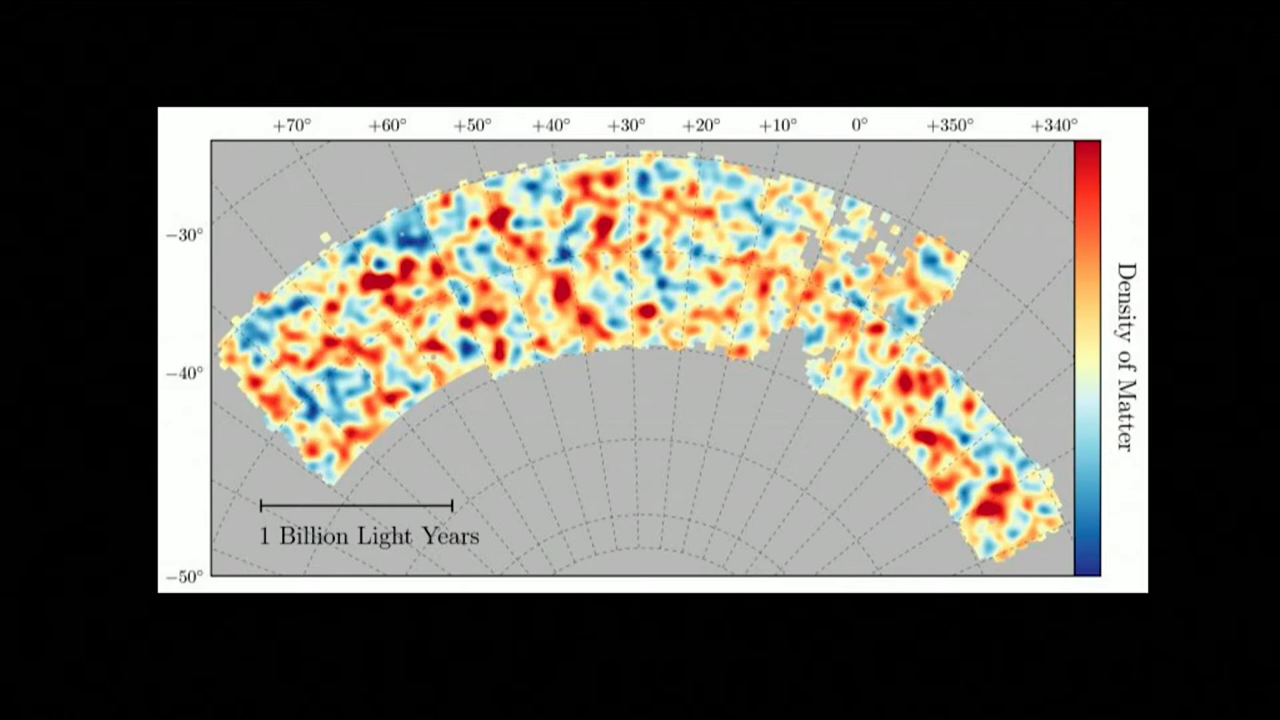 +70° +60° +50° +40° +30° +20° +10° 0° +350° +340°
−30°
−40°
−50°
Density of Matter
1 Billion Light Years